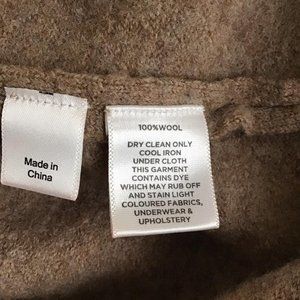 Made in
China
100%WOOL
DRY CLEAN ONLY
COOL IRON
UNDER CLOTH
THIS GARMENT
CONTAINS DYE
WHICH MAY RUB OFF
AND STAIN LIGHT
COLOURED FABRICS,
UNDERWEAR &
UPHOLSTERY